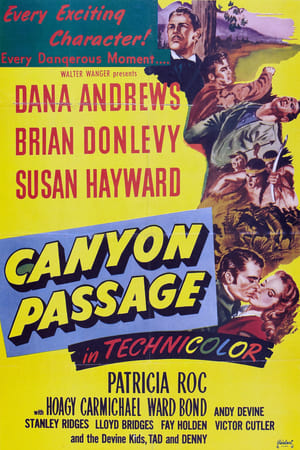 Every Exciting
Character!
Every Dangerous Moment....
WALTER WANGER presents
DANA ANDREWS
BRIAN DONLEVY
SUSAN HAYWARD
CANYON
PASSAGE
in TECHNICOLOR
PATRICIA ROC
with HOAGY CARMICHAEL WARD BOND ANDY DEVINE
STANLEY RIDGES LLOYD BRIDGES FAY HOLDEN VICTOR CUTLER
and the Devine Kids, TAD and DENNY